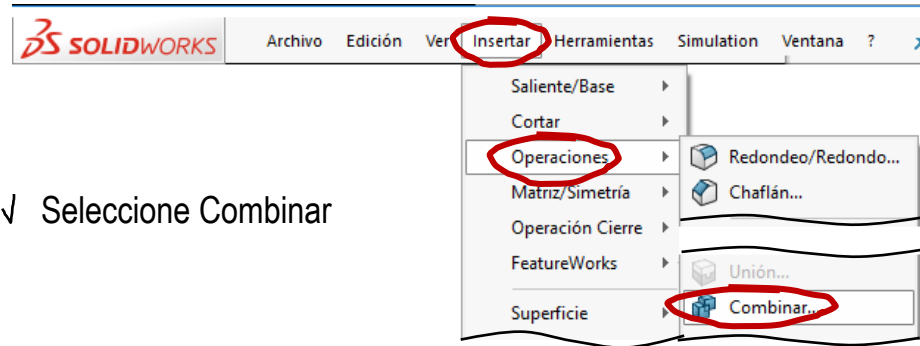 SOLIDWORKS Archivo Edición Ver Insertar Herramientas Simulation Ventana ?
Saliente/Base
Cortar
Operaciones
Matriz/Simetría
Operación Cierre
FeatureWorks
Superficie
Redondeo/Redondo...
Chaflán...
Unión...
Combinar...
√ Seleccione Combinar